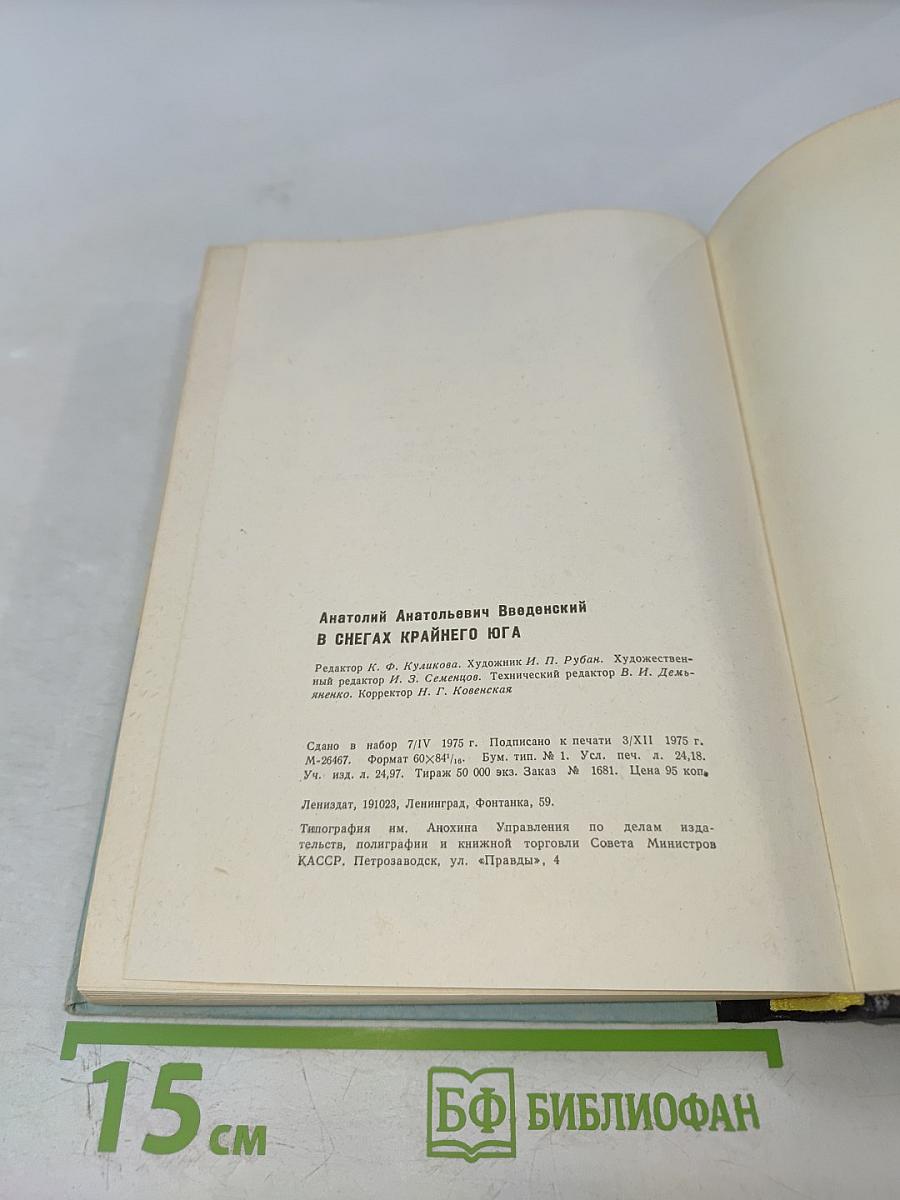 Анатолий Анатольевич Введенский
В СНЕГАХ КРАЙНЕГО ЮГА
Редактор К. Ф. Куликова. Художник И. П. Рубан. Художествен-
ный редактор И. З. Семенцов. Технический редактор В. И. Демь-
яненко. Корректор Н. Г. Ковенская
Сдано в набор 7/IV 1975 г. Подписано к печати 3/XII 1975 г.
М-26467. Формат 60×84¹/₁₆. Бум. тип. № 1. Усл. печ. л. 24,18.
Уч. изд. л. 24,97. Тираж 50 000 экз. Заказ № 1681. Цена 95 коп.
Лениздат, 191023, Ленинград, Фонтанка, 59.
Типография им. Анохина Управления по делам изда-
тельств, полиграфии и книжной торговли Совета Министров
КАССР. Петрозаводск, ул. «Правды», 4
15 см
БФ БИБЛИОФАН